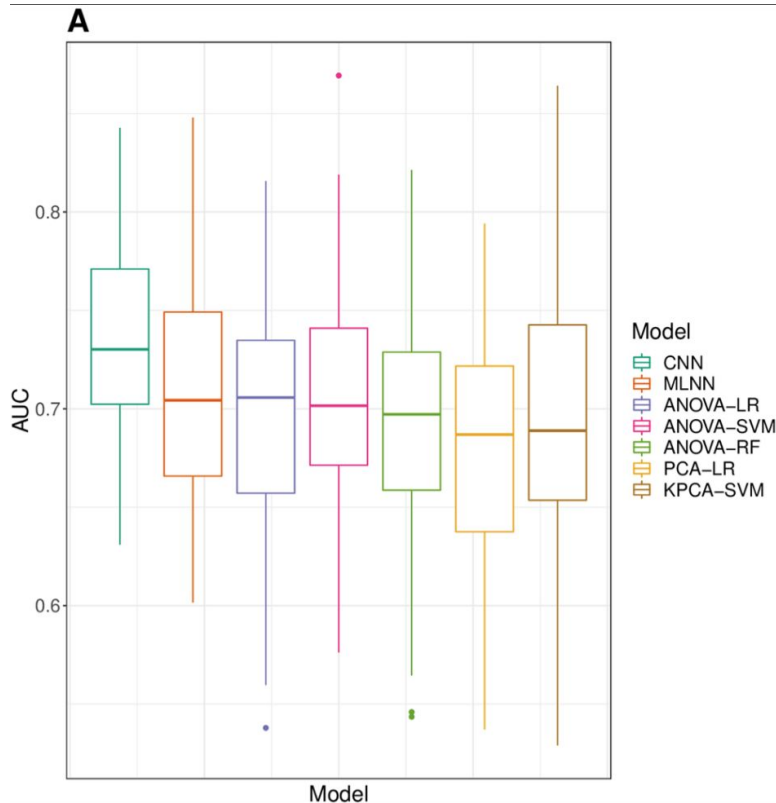 A
0.8
0.7
0.6
AUC
Model
Model
CNN
MLNN
ANOVA−LR
ANOVA−SVM
ANOVA−RF
PCA−LR
KPCA−SVM